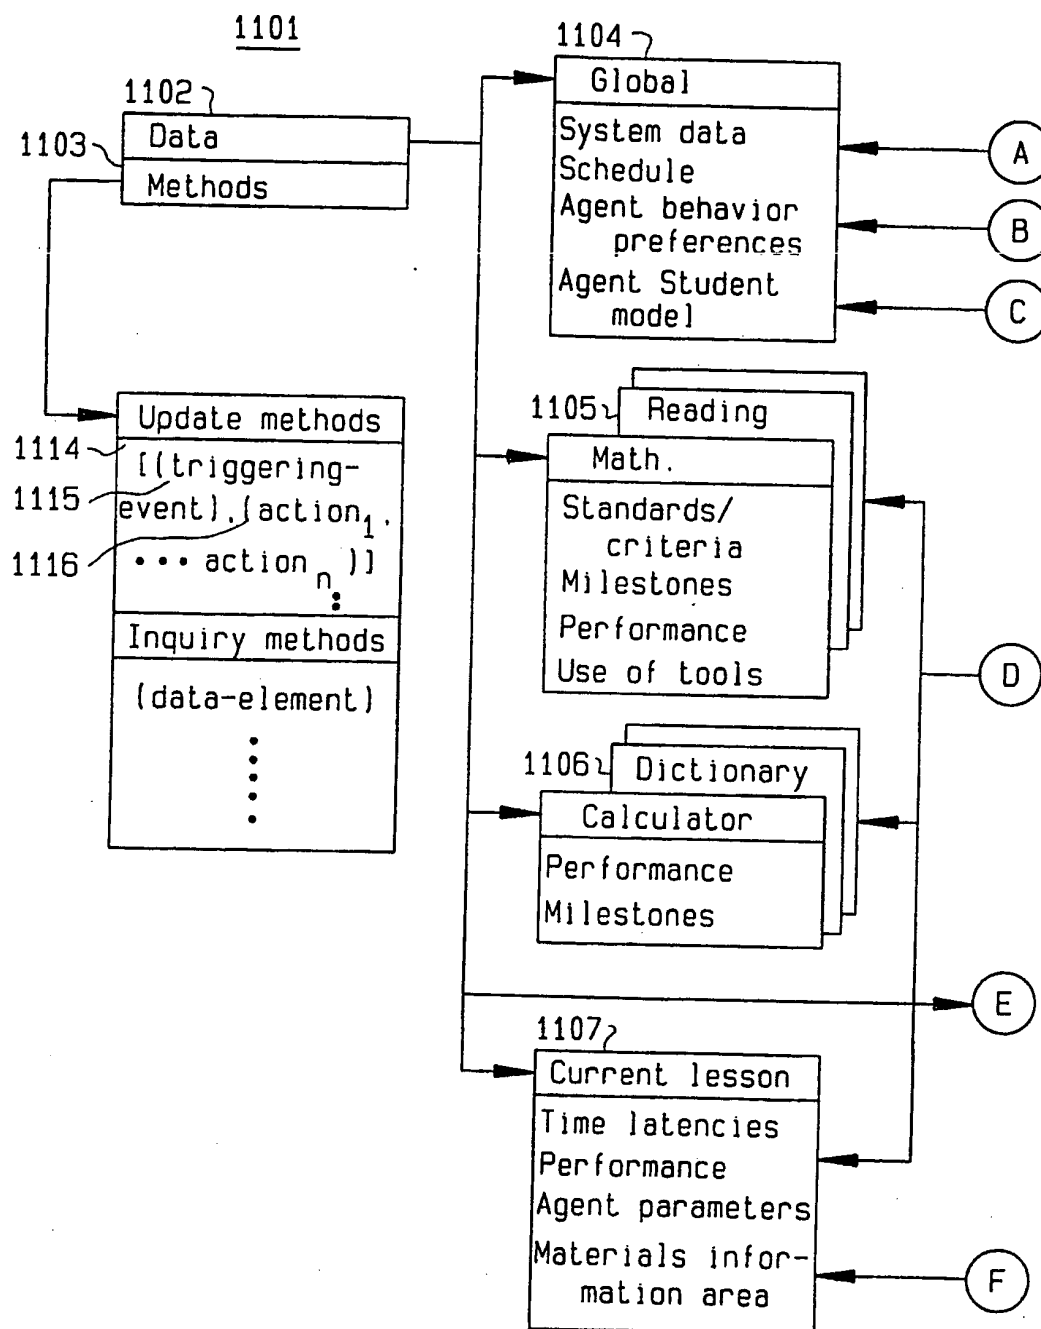 1101
1102
Data
1103
Methods
Update methods
1114
[(triggering-
1115
event),(action1,
1116
••• action n )]
Inquiry methods
(data-element)
1104
Global
System data
Schedule
Agent behavior
preferences
Agent Student
model
A
B
C
1105
Reading
Math.
Standards/
criteria
Milestones
Performance
Use of tools
D
1106
Dictionary
Calculator
Performance
Milestones
E
1107
Current lesson
Time latencies
Performance
Agent parameters
Materials infor-
mation area
F